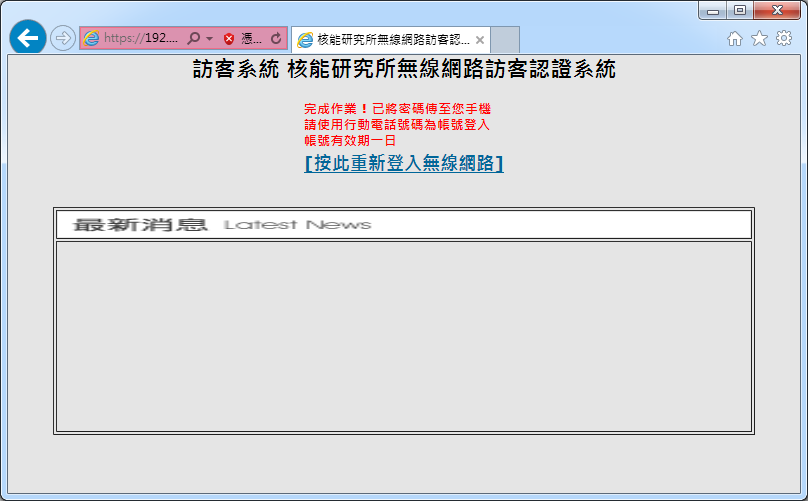 https://192....
憑...
核能研究所無線網路訪客認...
訪客系統 核能研究所無線網路訪客認證系統
完成作業！已將密碼傳至您手機
請使用行動電話號碼為帳號登入
帳號有效期一日
[按此重新登入無線網路]
最新消息 Latest News